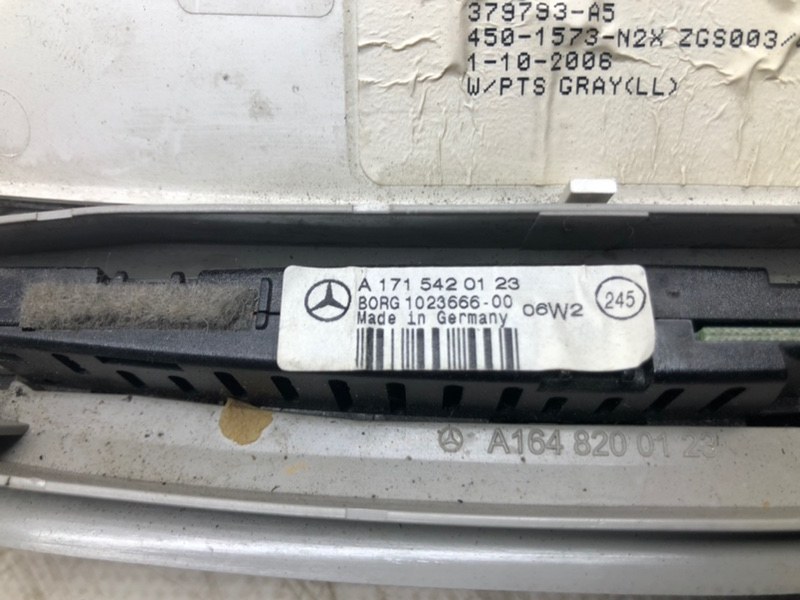 379793-A5
450-1573-N2X ZGS003/
1-10-2006
W/PTS GRAY(LL)
A 171 542 01 23
BORG 1023666-00
Made in Germany
06W2
245
A164 820 01 23